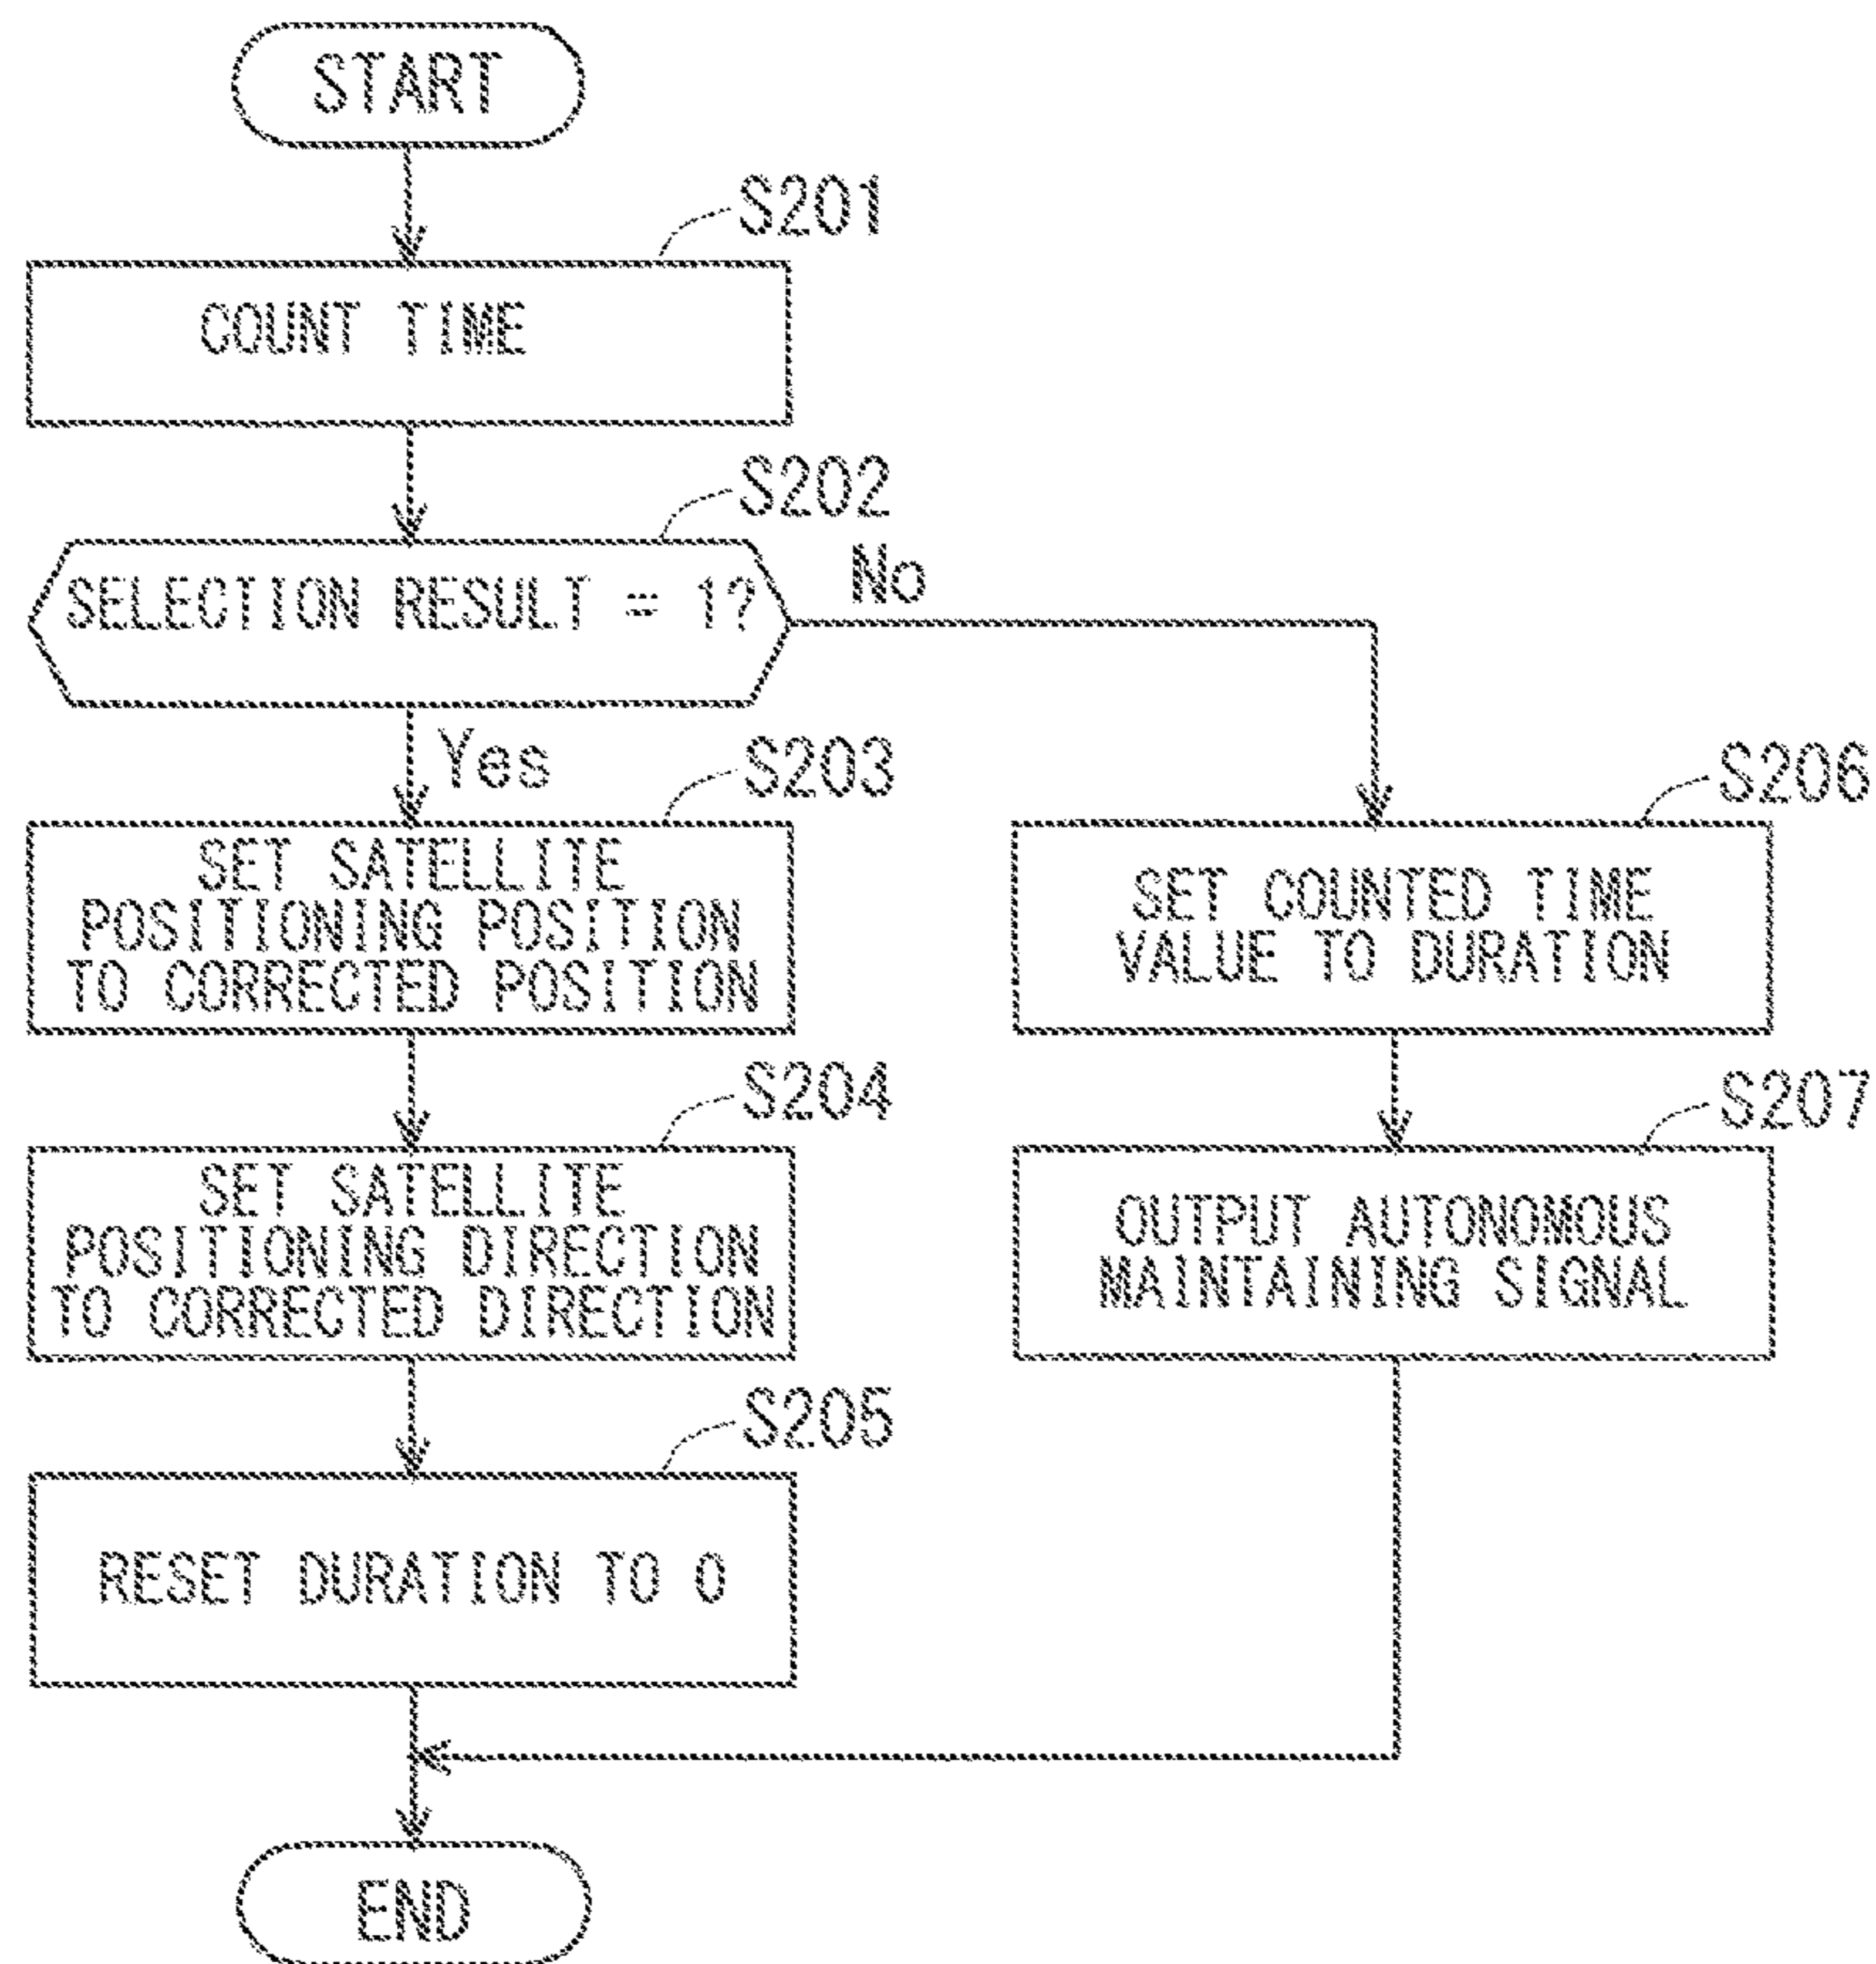 START
S201
COUNT TIME
S202
SELECTION RESULT = 1?
No
Yes
S203
SET SATELLITE
POSITIONING POSITION
TO CORRECTED POSITION
S204
SET SATELLITE
POSITIONING DIRECTION
TO CORRECTED DIRECTION
S205
RESET DURATION TO 0
S206
SET COUNTED TIME
VALUE TO DURATION
S207
OUTPUT AUTONOMOUS
MAINTAINING SIGNAL
END